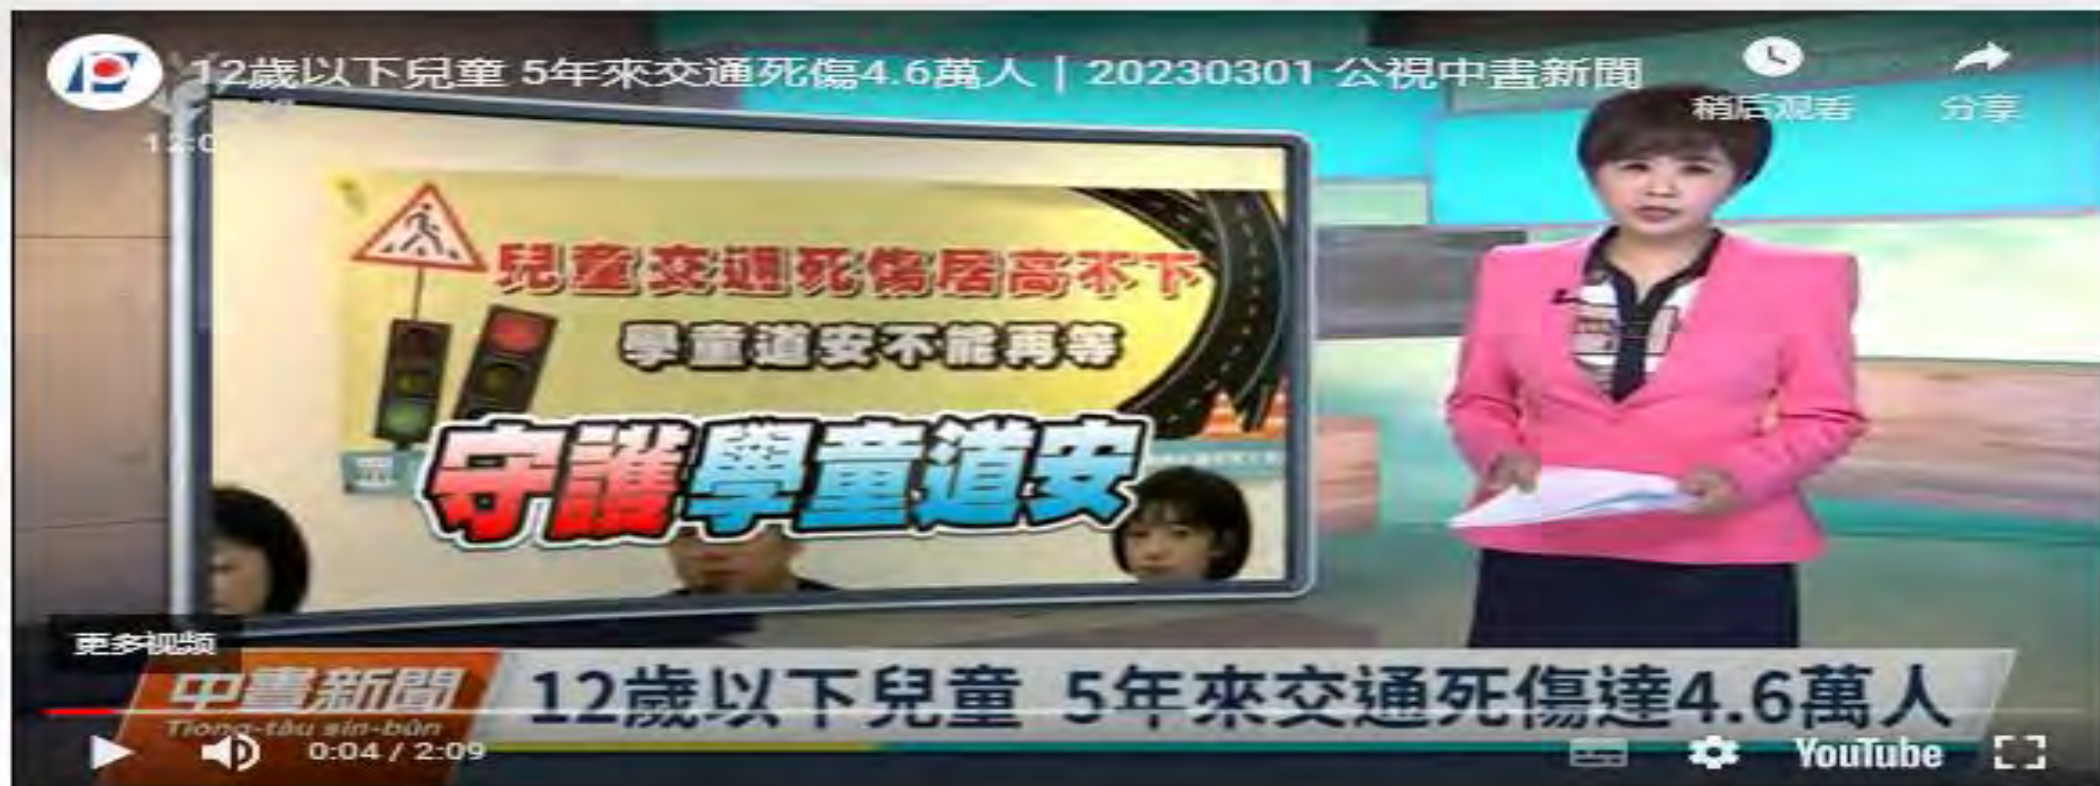 12歲以下兒童 5年來交通死傷4.6萬人｜20230301 公視中晝新聞
稍后观看
分享
12:0
兒童交通死傷居高不下
學童道安不能再等
守護學童道安
更多视频
中晝新聞
Tiong-tàu sin-bûn
12歲以下兒童 5年來交通死傷達4.6萬人
0:04 / 2:09
YouTube